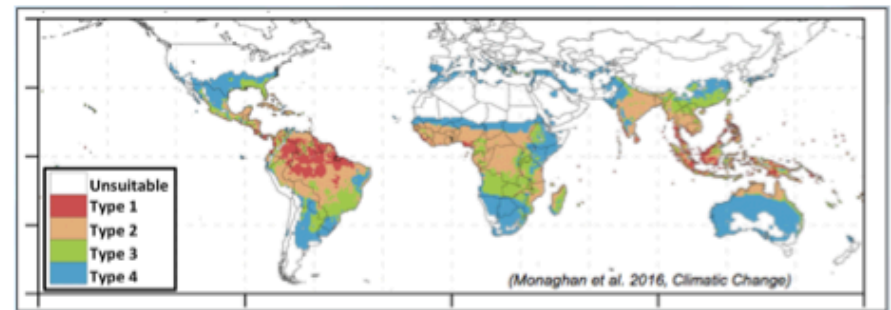 Unsuitable
Type 1
Type 2
Type 3
Type 4
(Monaghan et al. 2016, Climatic Change)